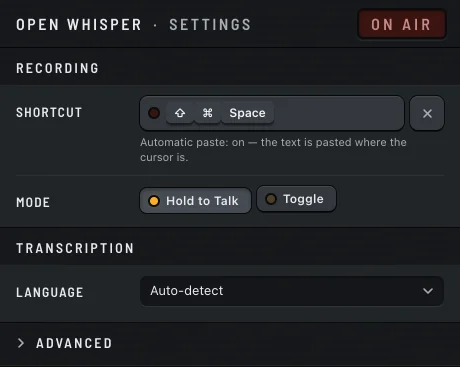 OPEN WHISPER · SETTINGS ON AIR
RECORDING
SHORTCUT ⇧ ⌘ Space ×
Automatic paste: on — the text is pasted where the
cursor is.
MODE Hold to Talk Toggle
TRANSCRIPTION
LANGUAGE Auto-detect
ADVANCED